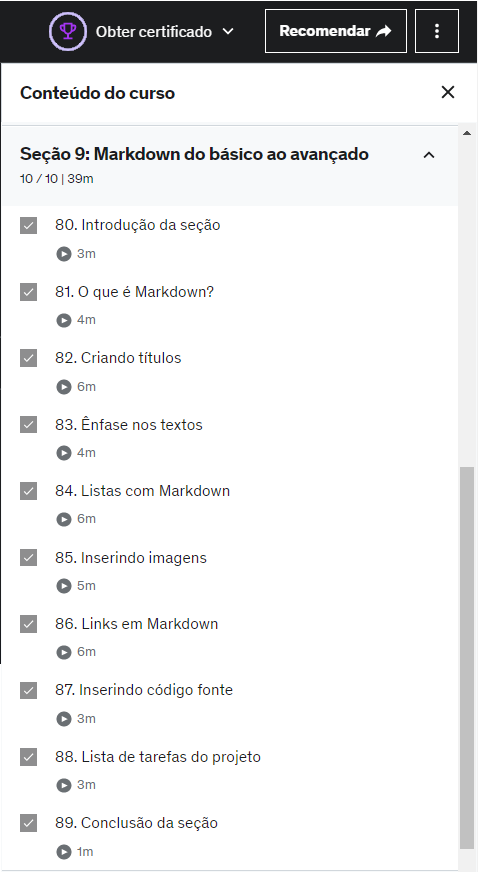 Obter certificado
Recomendar
Conteúdo do curso
Seção 9: Markdown do básico ao avançado
10 / 10 | 39m
80. Introdução da seção
3m
81. O que é Markdown?
4m
82. Criando títulos
6m
83. Ênfase nos textos
4m
84. Listas com Markdown
6m
85. Inserindo imagens
5m
86. Links em Markdown
6m
87. Inserindo código fonte
3m
88. Lista de tarefas do projeto
3m
89. Conclusão da seção
1m